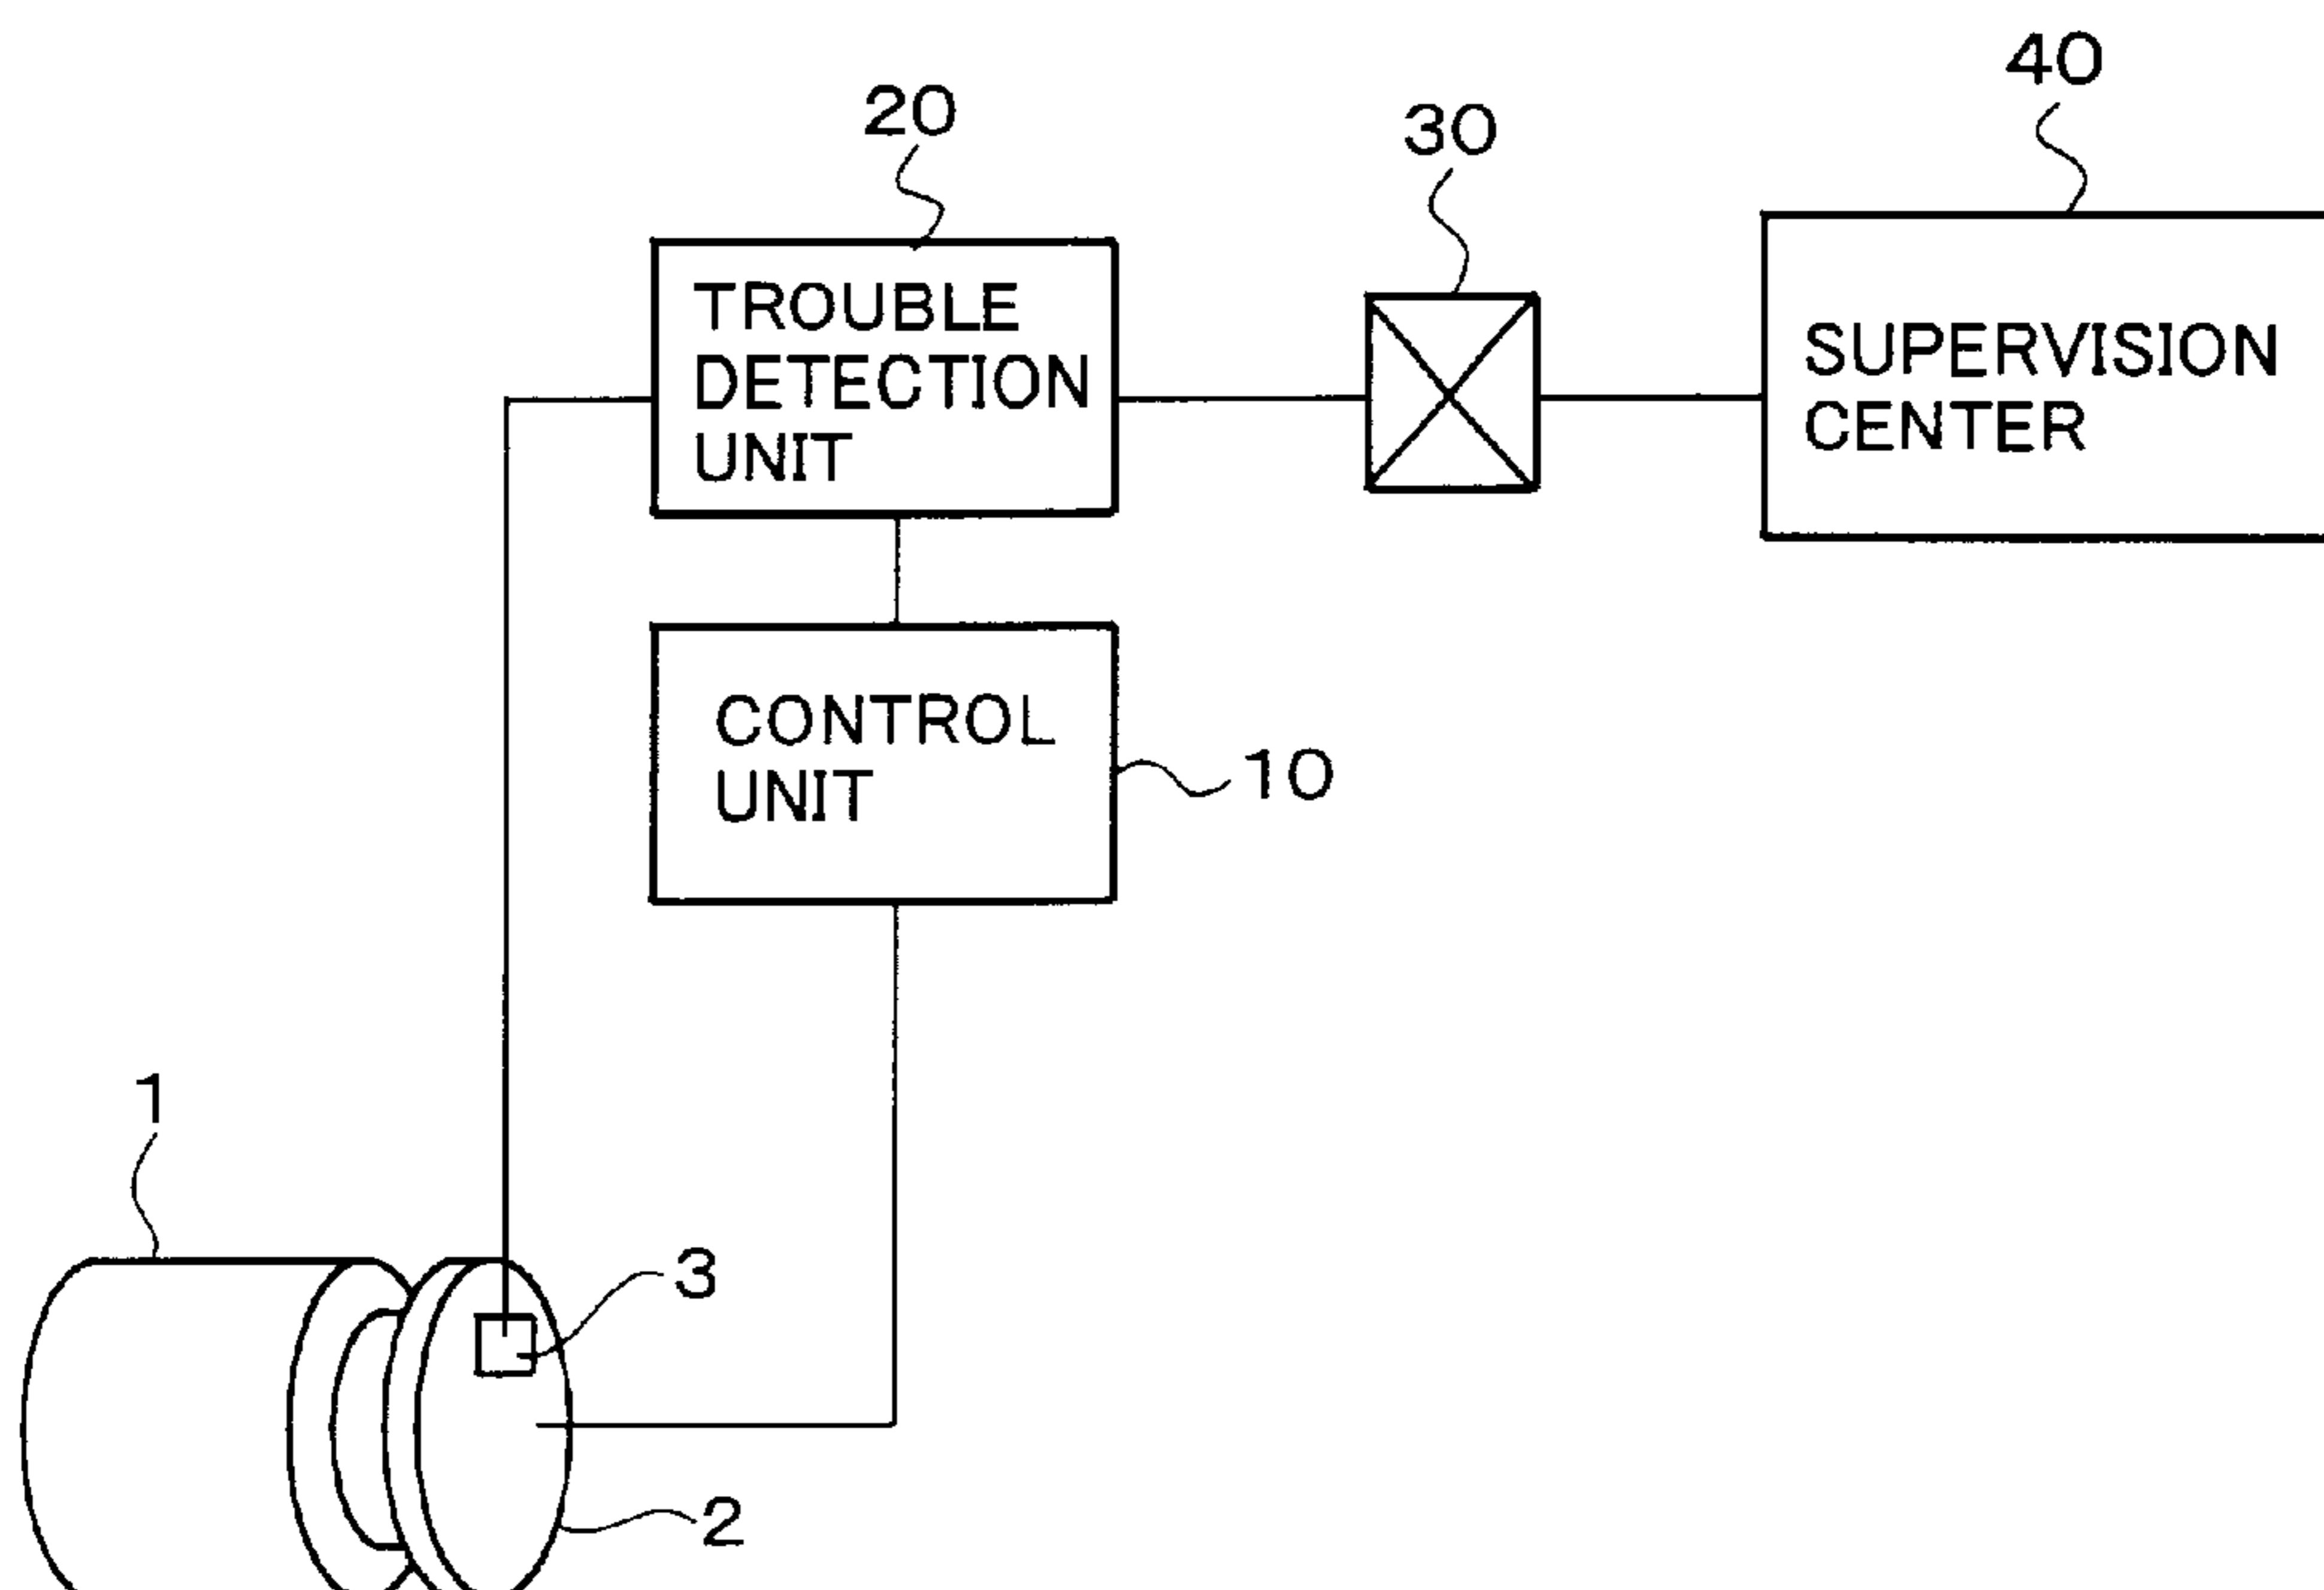 40
20
30
TROUBLE
DETECTION
UNIT
SUPERVISION
CENTER
CONTROL
UNIT
10
1
3
2